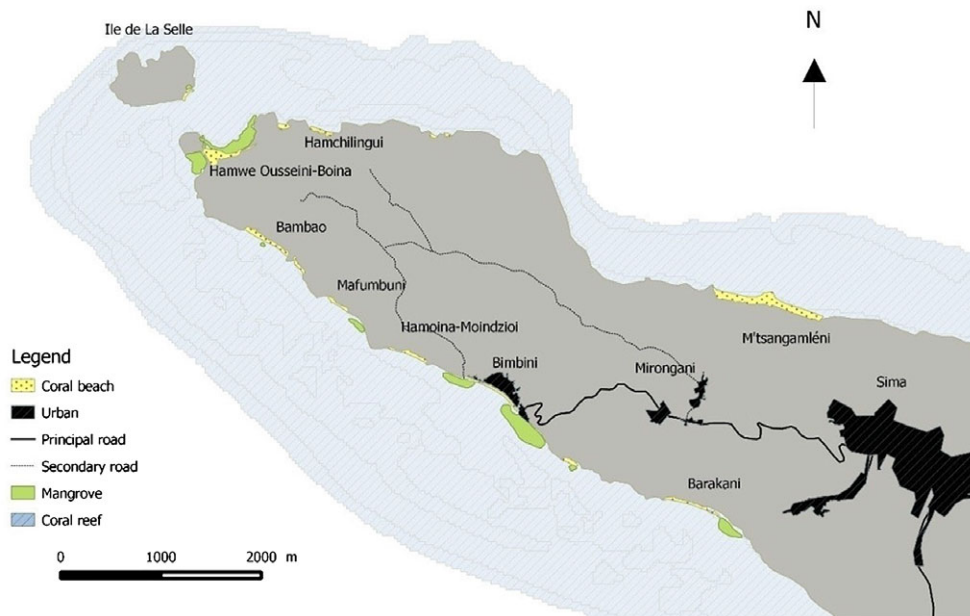 Ile de La Selle
N
Hamchilingui
Hamwe Ousseini-Boina
Bambao
Mafumbuni
Hamoina-Moindzioi
Bimbini
Mirongani
M'tsangamléni
Sima
Barakani
Legend
Coral beach
Urban
Principal road
Secondary road
Mangrove
Coral reef
0 1000 2000 m